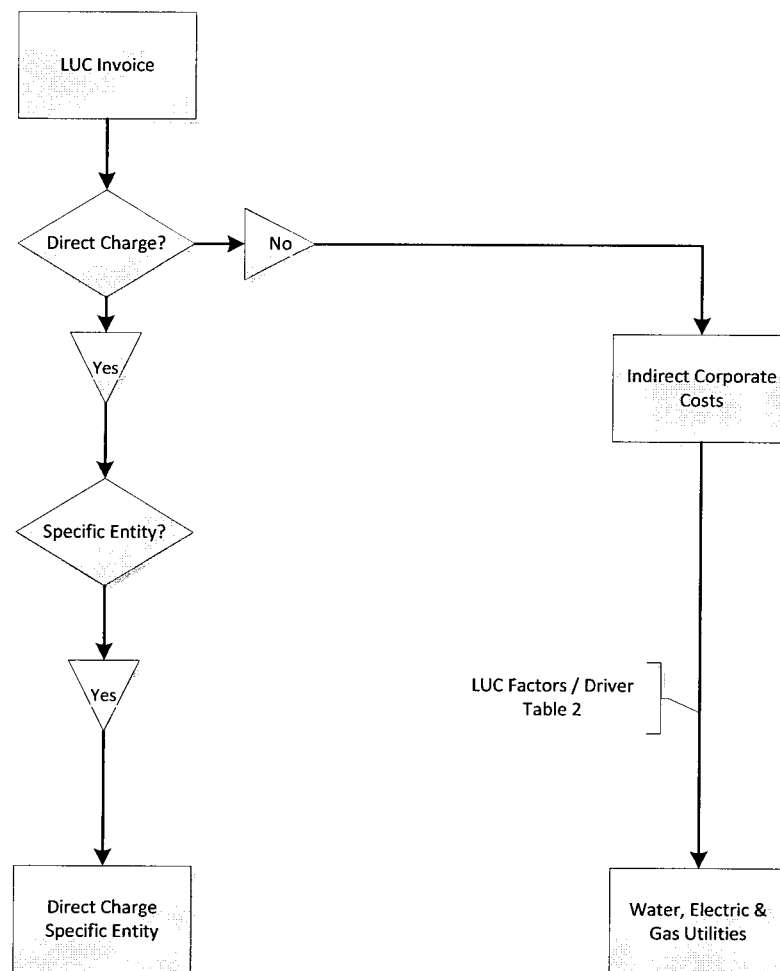 LUC Invoice
Direct Charge?
No
Yes
Indirect Corporate
Costs
Specific Entity?
Yes
LUC Factors / Driver
Table 2
Direct Charge
Specific Entity
Water, Electric &
Gas Utilities